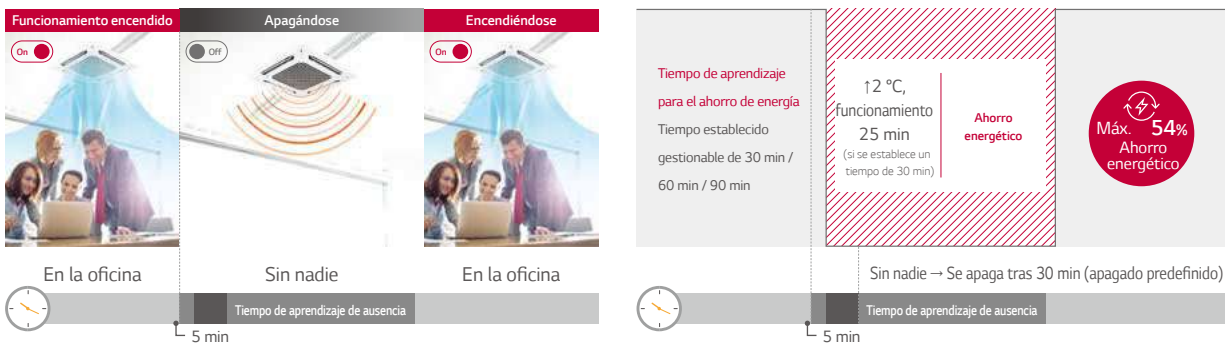 Funcionamiento encendido
Apagándose
Encendiéndose
On
Off
On
En la oficina
Sin nadie
En la oficina
Tiempo de aprendizaje de ausencia
5 min
Tiempo de aprendizaje
para el ahorro de energía
Tiempo establecido
gestionable de 30 min /
60 min / 90 min
↑2 °C,
funcionamiento
25 min
(si se establece un
tiempo de 30 min)
Ahorro
energético
Máx. 54%
Ahorro
energético
Sin nadie → Se apaga tras 30 min (apagado predefinido)
Tiempo de aprendizaje de ausencia
5 min